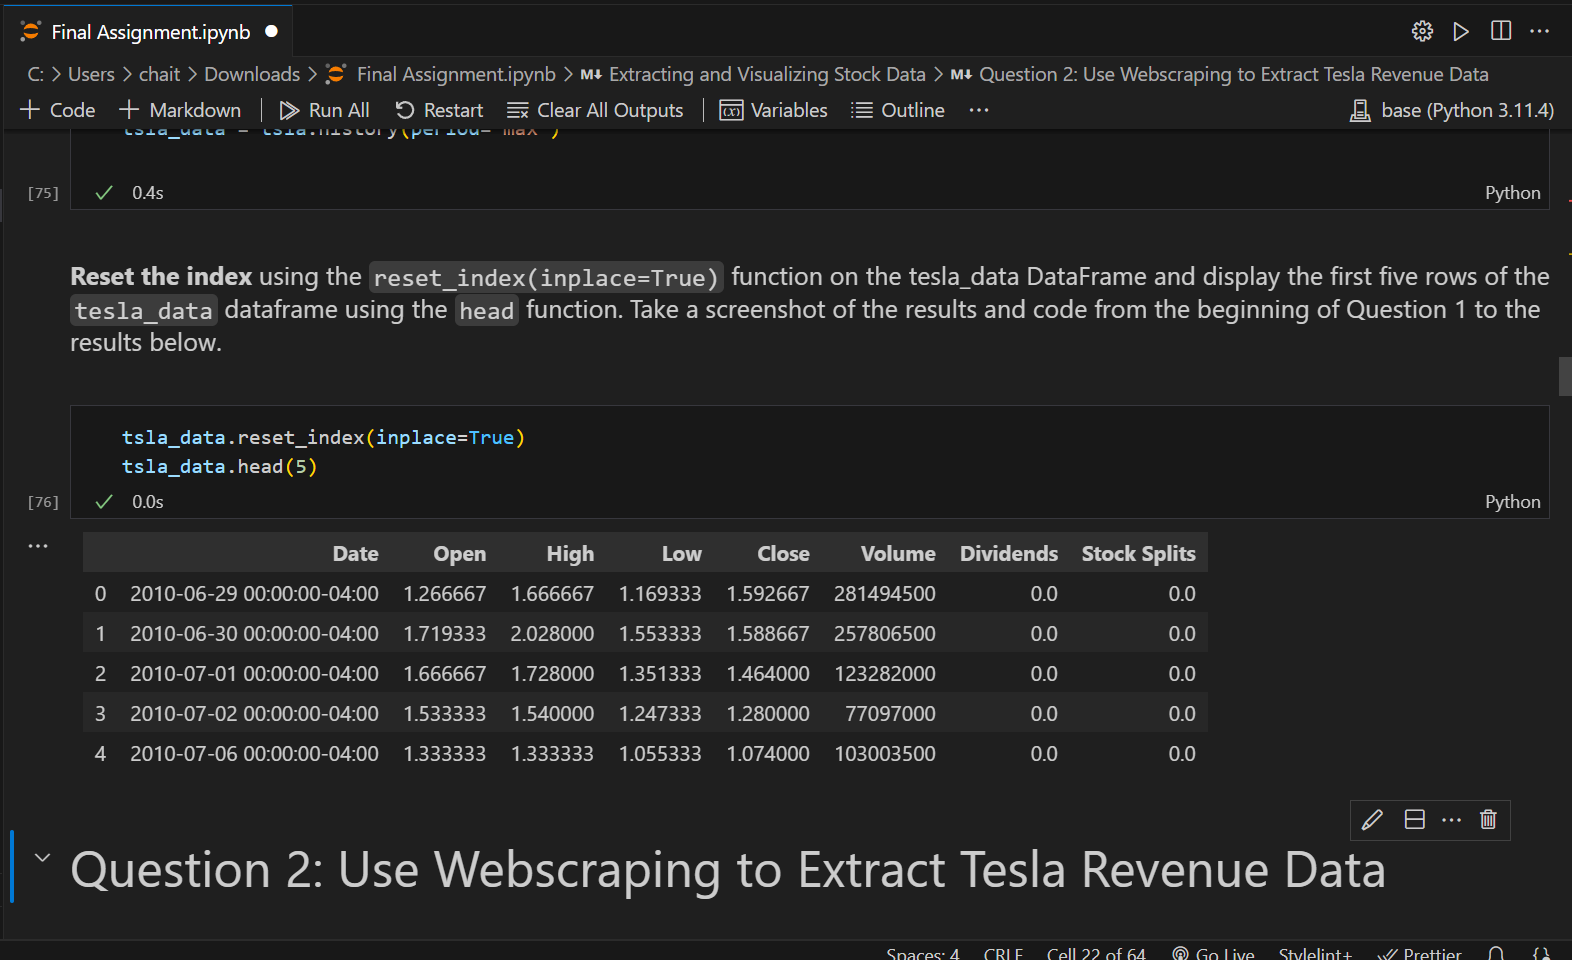 Final Assignment.ipynb
C: > Users > chait > Downloads > Final Assignment.ipynb > M↓ Extracting and Visualizing Stock Data > M↓ Question 2: Use Webscraping to Extract Tesla Revenue Data
+ Code + Markdown Run All Restart Clear All Outputs Variables Outline ... base (Python 3.11.4)
tsla_data = tsla.history(period="max")
[75] ✓ 0.4s Python
Reset the index using the reset_index(inplace=True) function on the tesla_data DataFrame and display the first five rows of the
tesla_data dataframe using the head function. Take a screenshot of the results and code from the beginning of Question 1 to the
results below.
tsla_data.reset_index(inplace=True)
tsla_data.head(5)
[76] ✓ 0.0s Python
Date Open High Low Close Volume Dividends Stock Splits
0 2010-06-29 00:00:00-04:00 1.266667 1.666667 1.169333 1.592667 281494500 0.0 0.0
1 2010-06-30 00:00:00-04:00 1.719333 2.028000 1.553333 1.588667 257806500 0.0 0.0
2 2010-07-01 00:00:00-04:00 1.666667 1.728000 1.351333 1.464000 123282000 0.0 0.0
3 2010-07-02 00:00:00-04:00 1.533333 1.540000 1.247333 1.280000 77097000 0.0 0.0
4 2010-07-06 00:00:00-04:00 1.333333 1.333333 1.055333 1.074000 103003500 0.0 0.0
Question 2: Use Webscraping to Extract Tesla Revenue Data
Spaces: 4 CRLF Cell 22 of 64 Go Live Stylelint+ Prettier